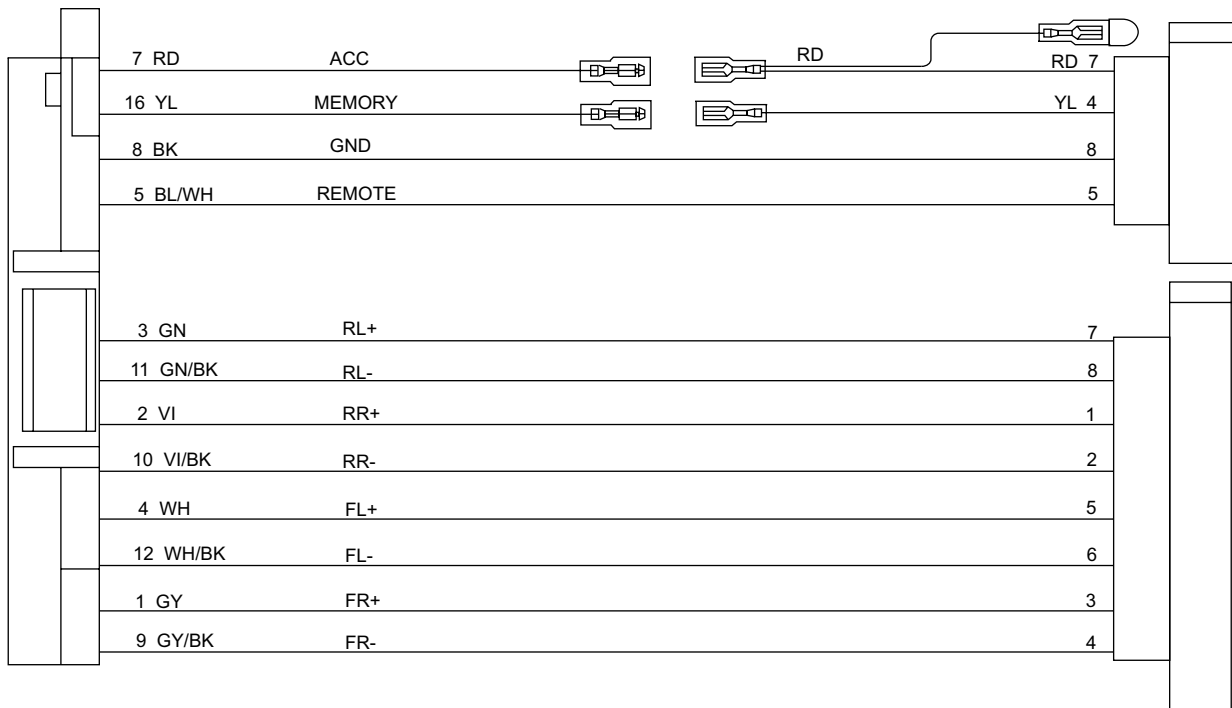 7 RD ACC RD RD 7
16 YL MEMORY YL 4
8 BK GND 8
5 BL/WH REMOTE 5
3 GN RL+ 7
11 GN/BK RL- 8
2 VI RR+ 1
10 VI/BK RR- 2
4 WH FL+ 5
12 WH/BK FL- 6
1 GY FR+ 3
9 GY/BK FR- 4